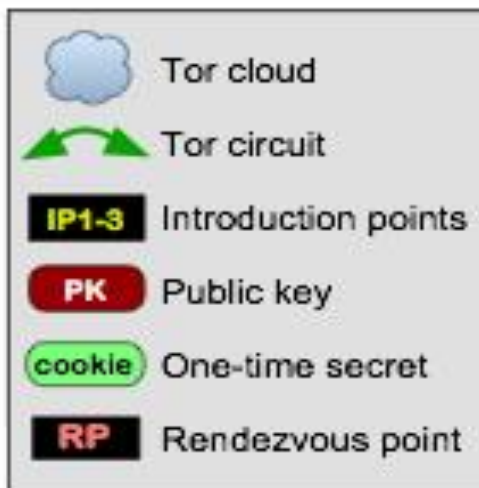 Tor cloud
Tor circuit
IP1-3 Introduction points
PK Public key
cookie One-time secret
RP Rendezvous point